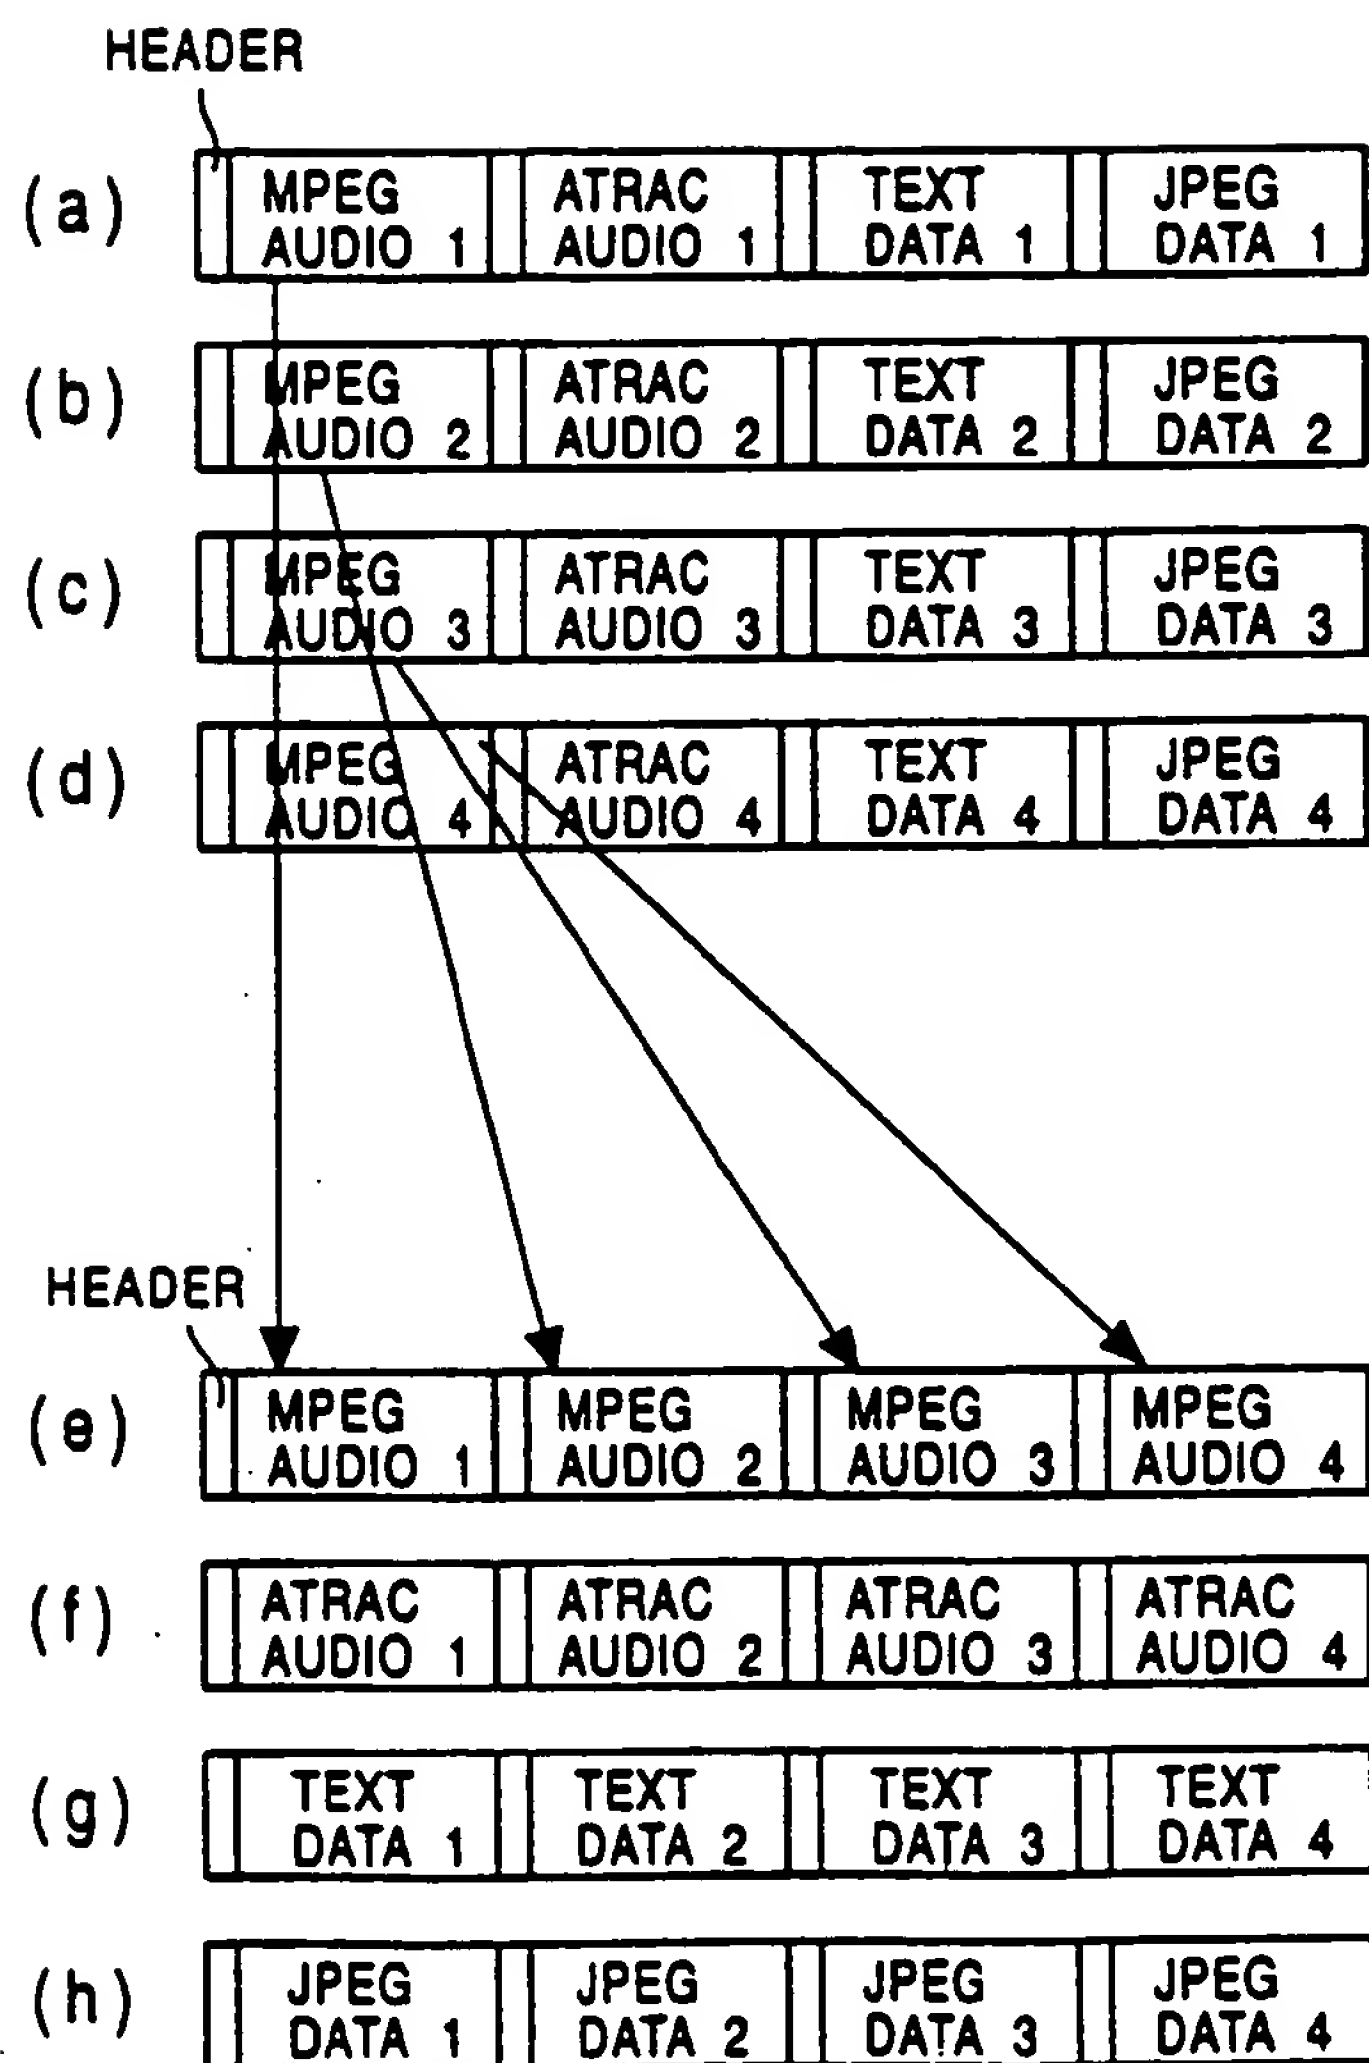 HEADER
(a) MPEG ATRAC TEXT JPEG
AUDIO 1 AUDIO 1 DATA 1 DATA 1
(b) MPEG ATRAC TEXT JPEG
AUDIO 2 AUDIO 2 DATA 2 DATA 2
(c) MPEG ATRAC TEXT JPEG
AUDIO 3 AUDIO 3 DATA 3 DATA 3
(d) MPEG ATRAC TEXT JPEG
AUDIO 4 AUDIO 4 DATA 4 DATA 4
HEADER
(e) MPEG MPEG MPEG MPEG
AUDIO 1 AUDIO 2 AUDIO 3 AUDIO 4
(f) ATRAC ATRAC ATRAC ATRAC
AUDIO 1 AUDIO 2 AUDIO 3 AUDIO 4
(g) TEXT TEXT TEXT TEXT
DATA 1 DATA 2 DATA 3 DATA 4
(h) JPEG JPEG JPEG JPEG
DATA 1 DATA 2 DATA 3 DATA 4